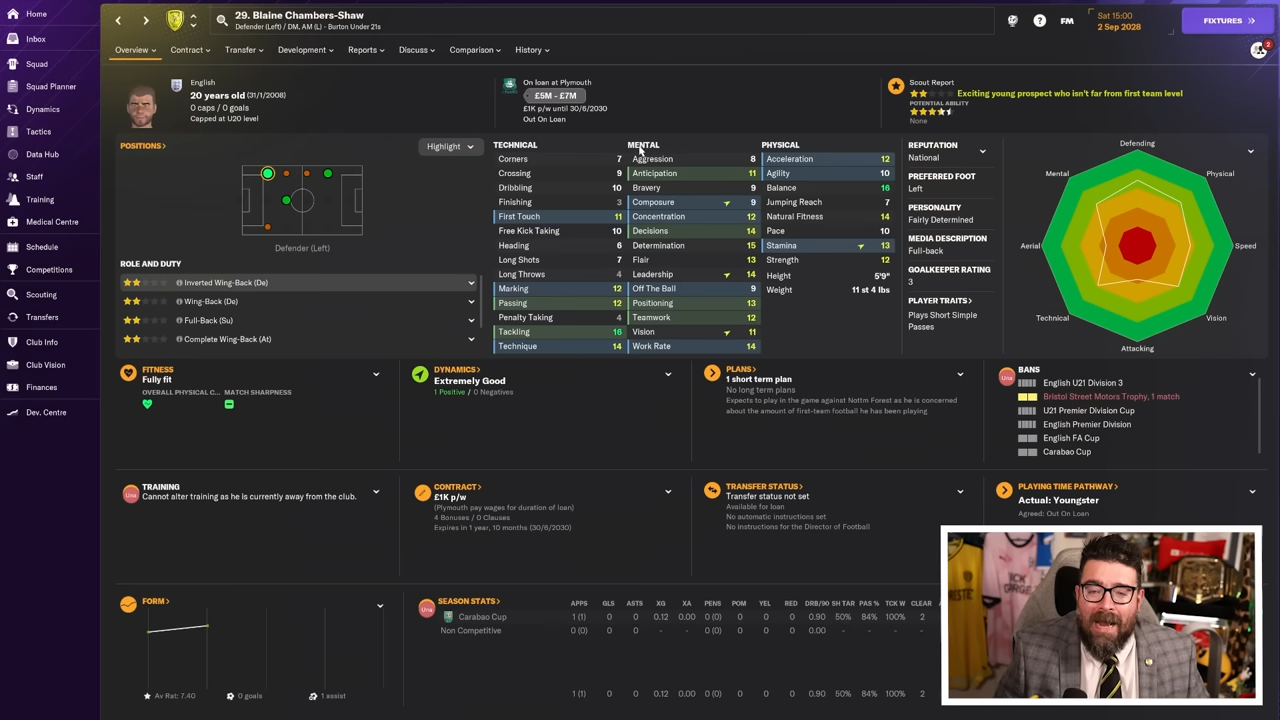 Home
Inbox
Squad
Squad Planner
Dynamics
Tactics
Data Hub
Staff
Training
Medical Centre
Schedule
Competitions
Scouting
Transfers
Club Info
Club Vision
Finances
Dev. Centre
29. Blaine Chambers-Shaw
Defender (Left) / DM, AM (L) - Burton Under 21s
FM
Sat 15:00
2 Sep 2028
FIXTURES
2
Overview
Contract
Transfer
Development
Reports
Discuss
Comparison
History
English
20 years old (31/1/2008)
0 caps / 0 goals
Capped at U20 level
On loan at Plymouth
£5M - £7M
£1K p/w until 30/6/2030
Out On Loan
Scout Report
Exciting young prospect who isn't far from first team level
POTENTIAL ABILITY
None
POSITIONS
Highlight
Defender (Left)
ROLE AND DUTY
Inverted Wing-Back (De)
Wing-Back (De)
Full-Back (Su)
Complete Wing-Back (At)
TECHNICAL
Corners 7
Crossing 9
Dribbling 10
Finishing 3
First Touch 11
Free Kick Taking 10
Heading 6
Long Shots 7
Long Throws 4
Marking 12
Passing 12
Penalty Taking 4
Tackling 16
Technique 14
MENTAL
Aggression 8
Anticipation 11
Bravery 9
Composure 9
Concentration 12
Decisions 14
Determination 15
Flair 13
Leadership 14
Off The Ball 9
Positioning 13
Teamwork 12
Vision 11
Work Rate 14
PHYSICAL
Acceleration 12
Agility 10
Balance 16
Jumping Reach 7
Natural Fitness 14
Pace 10
Stamina 13
Strength 12
Height 5'9"
Weight 11 st 4 lbs
REPUTATION
National
PREFERRED FOOT
Left
PERSONALITY
Fairly Determined
MEDIA DESCRIPTION
Full-back
GOALKEEPER RATING
3
PLAYER TRAITS
Plays Short Simple
Passes
Defending
Mental
Physical
Aerial
Speed
Technical
Vision
Attacking
FITNESS
Fully fit
OVERALL PHYSICAL C... MATCH SHARPNESS
DYNAMICS
Extremely Good
1 Positive / 0 Negatives
PLANS
1 short term plan
No long term plans
Expects to play in the game against Nottm Forest as he is concerned
about the amount of first-team football he has been playing
Una
BANS
English U21 Division 3
Bristol Street Motors Trophy, 1 match
U21 Premier Division Cup
English Premier Division
English FA Cup
Carabao Cup
Una
TRAINING
Cannot alter training as he is currently away from the club.
CONTRACT
£1K p/w
(Plymouth pay wages for duration of loan)
4 Bonuses / 0 Clauses
Expires in 1 year, 10 months (30/6/2030)
TRANSFER STATUS
Transfer status not set
Available for loan
No automatic instructions set
No instructions for the Director of Football
PLAYING TIME PATHWAY
Actual: Youngster
Agreed: Out On Loan
FORM
Av Rat: 7.40
0 goals
1 assist
Una
SEASON STATS
APPS GLS ASTS XG XA PENS POM YEL RED DRB/90 SH TAR PAS % TCK W CLEAR
Carabao Cup 1 (1) 0 0 0.12 0.00 0 (0) 0 0 0 0.90 50% 84% 100% 2
Non Competitive 0 (0) 0 0 - - 0 (0) 0 0 0 0.00 - - - -
1 (1) 0 0 0.12 0.00 0 (0) 0 0 0 0.90 50% 84% 100% 2